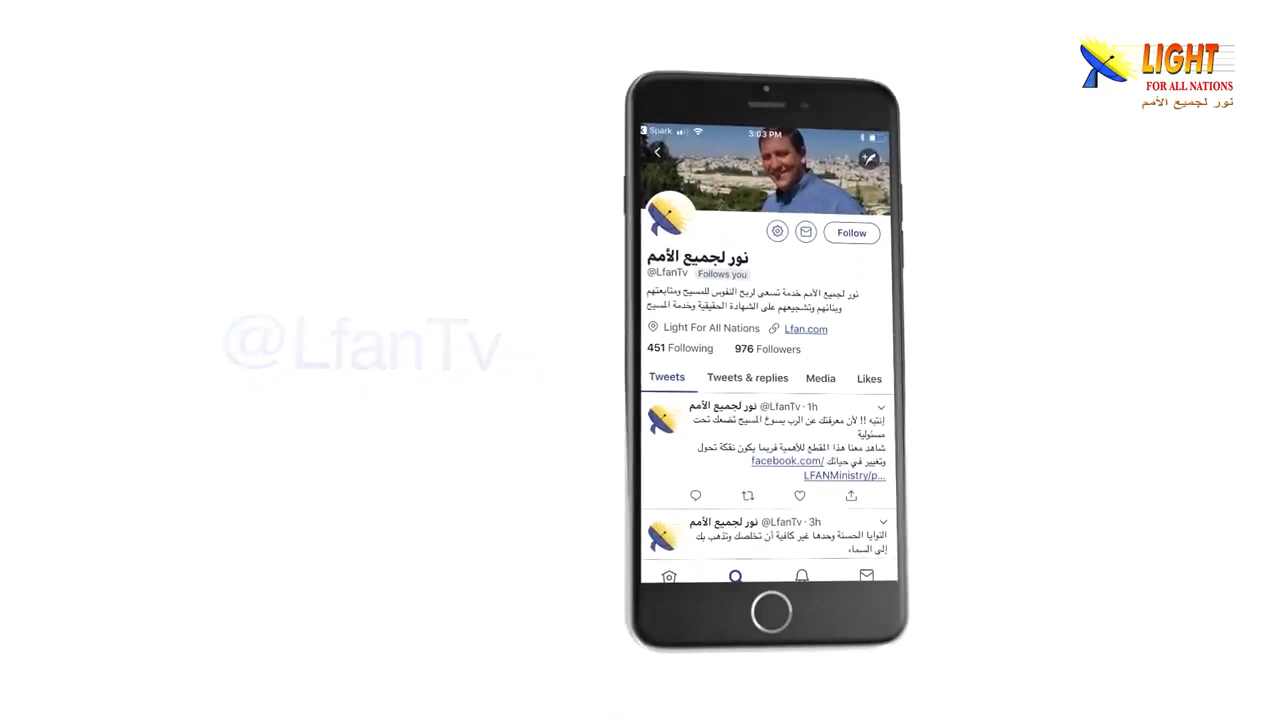 LIGHT
FOR ALL NATIONS
نور لجميع الأمم
Spark
3:03 PM
Follow
نور لجميع الأمم
@LfanTv Follows you
نور لجميع الأمم خدمة تسعى لربح النفوس للمسيح ومتابعتهم
وبنائهم وتشجيعهم على الشهادة الحقيقية وخدمة المسيح
Light For All Nations Lfan.com
451 Following 976 Followers
Tweets Tweets & replies Media Likes
نور لجميع الأمم @LfanTv · 1h
إنتبه !! لأن معرفتك عن الرب يسوع المسيح تضعك تحت
مسئولية
شاهد معنا هذا المقطع للأهمية فربما يكون نقكة تحول
وتغيير في حياتك facebook.com/
LFANMinistry/p...
نور لجميع الأمم @LfanTv · 3h
النوايا الحسنة وحدها غير كافية أن تخلصك وتذهب بك
إلى السماء
@LfanTv